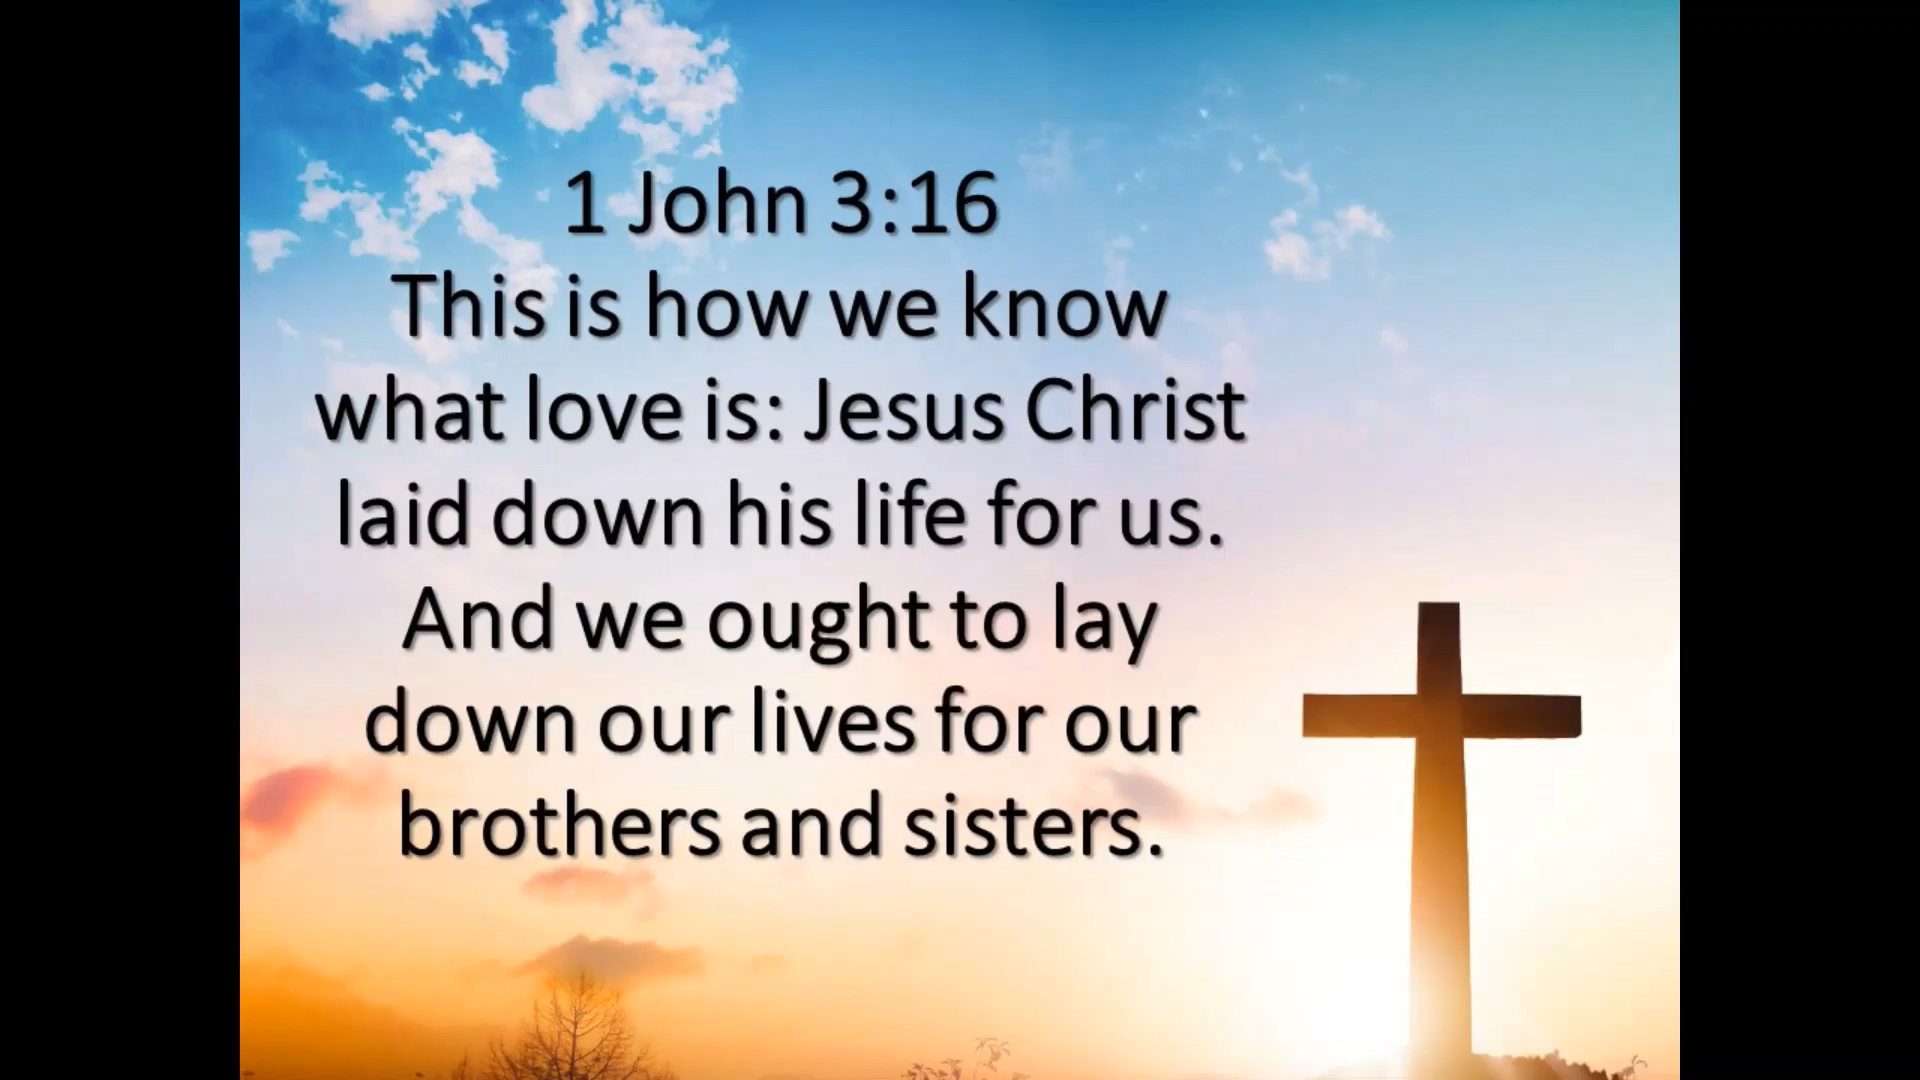 1 John 3:16
This is how we know
what love is: Jesus Christ
laid down his life for us.
And we ought to lay
down our lives for our
brothers and sisters.